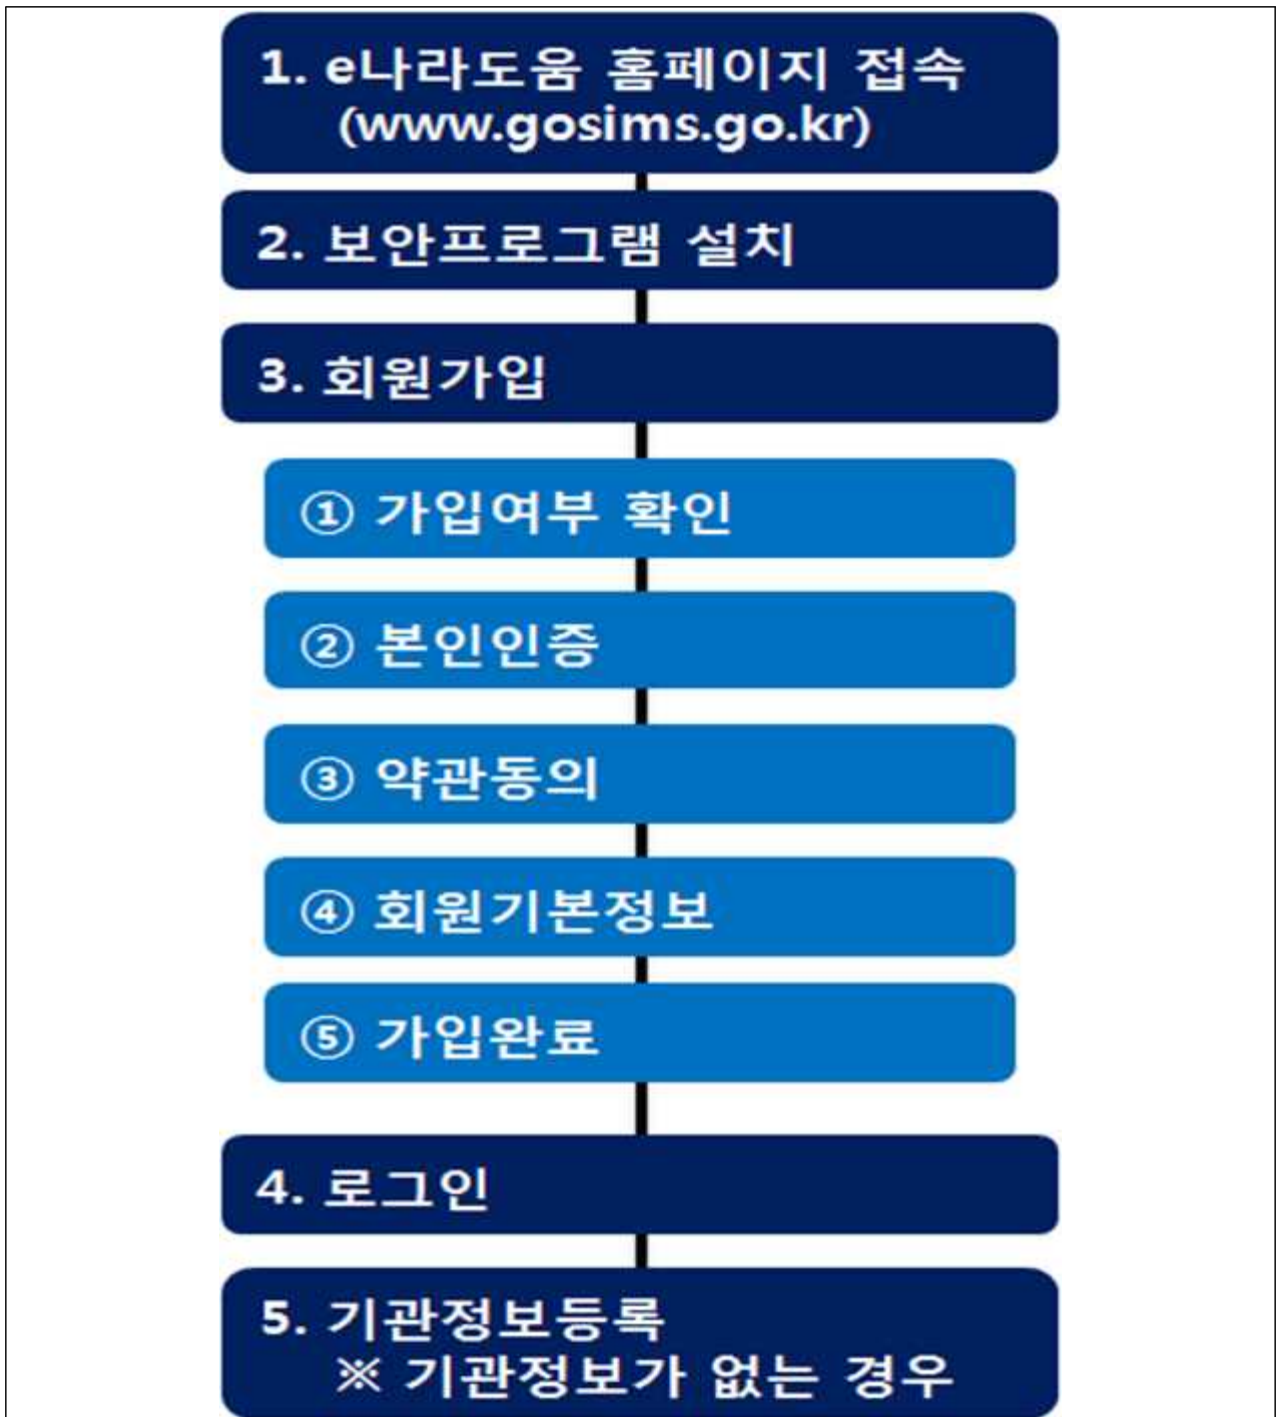 1. e나라도움 홈페이지 접속
(www.gosims.go.kr)
2. 보안프로그램 설치
3. 회원가입
① 가입여부 확인
② 본인인증
③ 약관동의
④ 회원기본정보
⑤ 가입완료
4. 로그인
5. 기관정보등록
※ 기관정보가 없는 경우